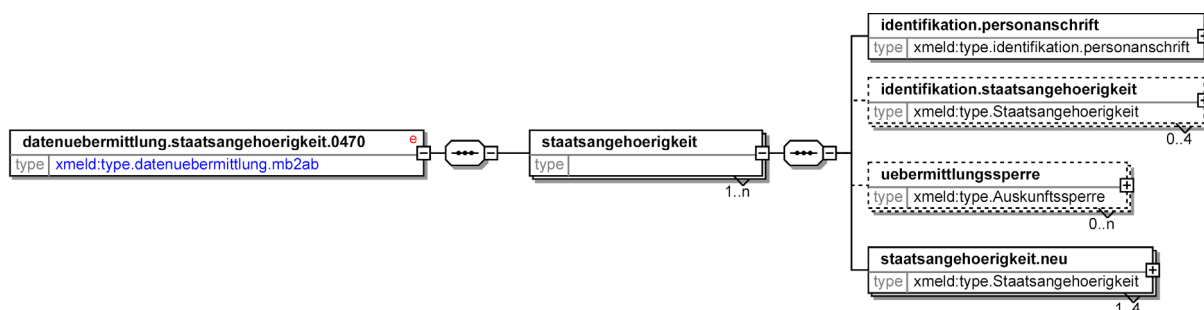 identifikation.personanschrift
type xmeld:type.identifikation.personanschrift
identifikation.staatsangehoerigkeit
type xmeld:type.Staatsangehoerigkeit
0..4
datenuebermittlung.staatsangehoerigkeit.0470 e
type xmeld:type.datenuebermittlung.mb2ab
staatsangehoerigkeit
type
1..n
uebermittlungssperre
type xmeld:type.Auskunftssperre
0..n
staatsangehoerigkeit.neu
type xmeld:type.Staatsangehoerigkeit
1..4